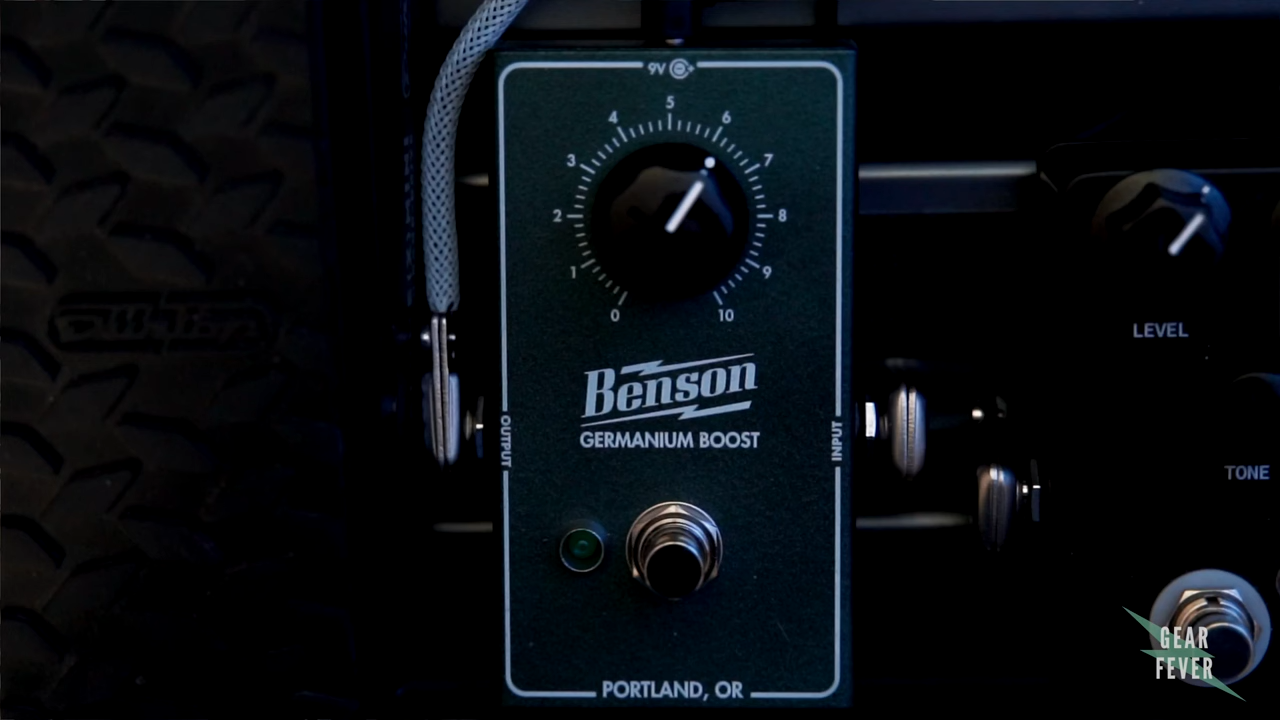 9V
5
4
6
3
7
2
8
1
9
0
10
Benson
GERMANIUM BOOST
OUTPUT
INPUT
PORTLAND, OR
LEVEL
TONE
GEAR
FEVER